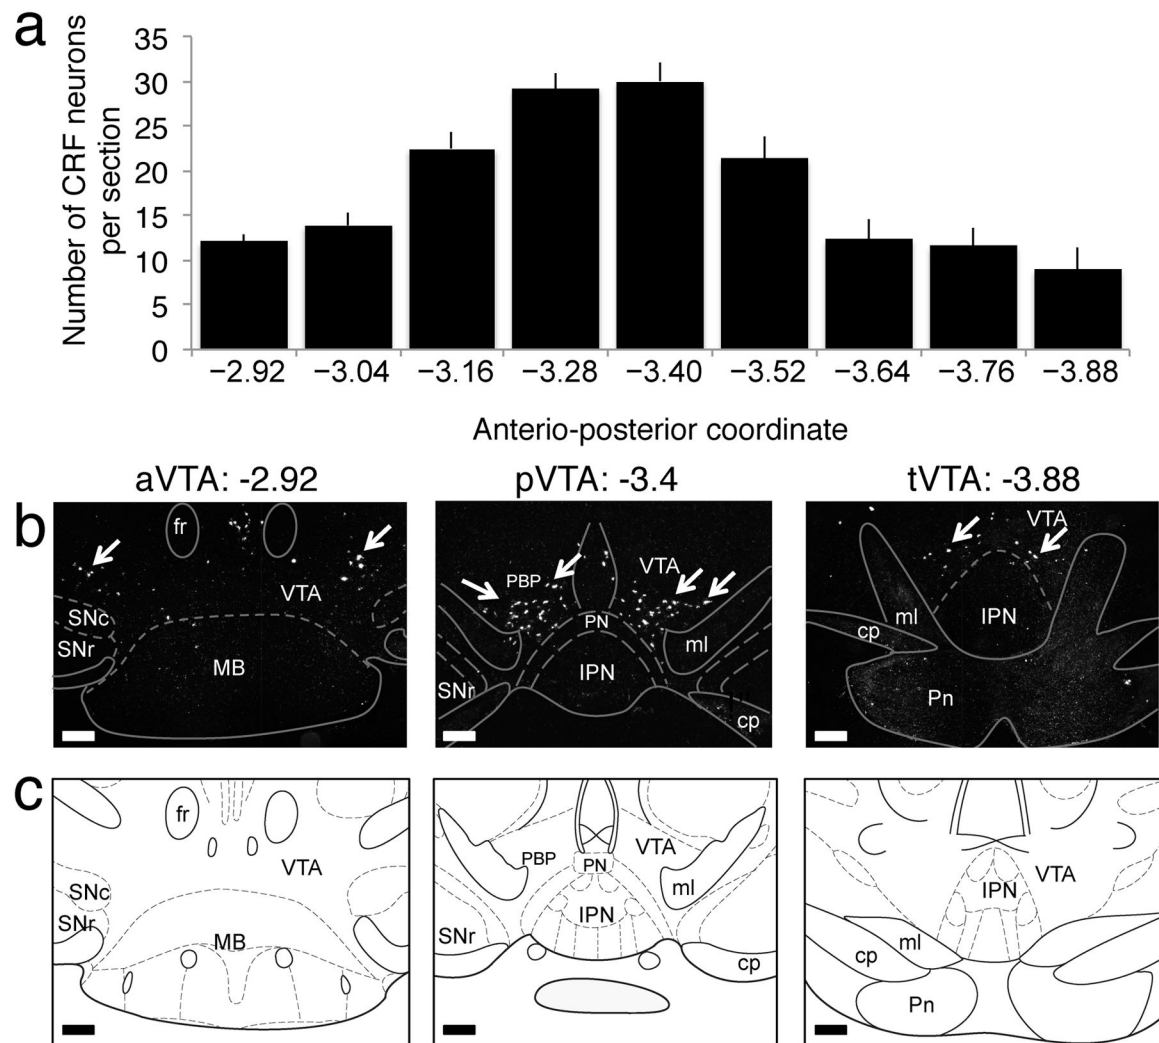 a
Number of CRF neurons
per section
35
30
25
20
15
10
5
0
−2.92 −3.04 −3.16 −3.28 −3.40 −3.52 −3.64 −3.76 −3.88
Anterio-posterior coordinate
aVTA: -2.92 pVTA: -3.4 tVTA: -3.88
b
fr
VTA
SNc
SNr
MB
PBP
VTA
PN
ml
IPN
SNr
cp
VTA
ml
IPN
cp
Pn
c
fr
VTA
SNc
SNr
MB
PBP
VTA
PN
ml
IPN
SNr
cp
IPN
VTA
ml
cp
Pn